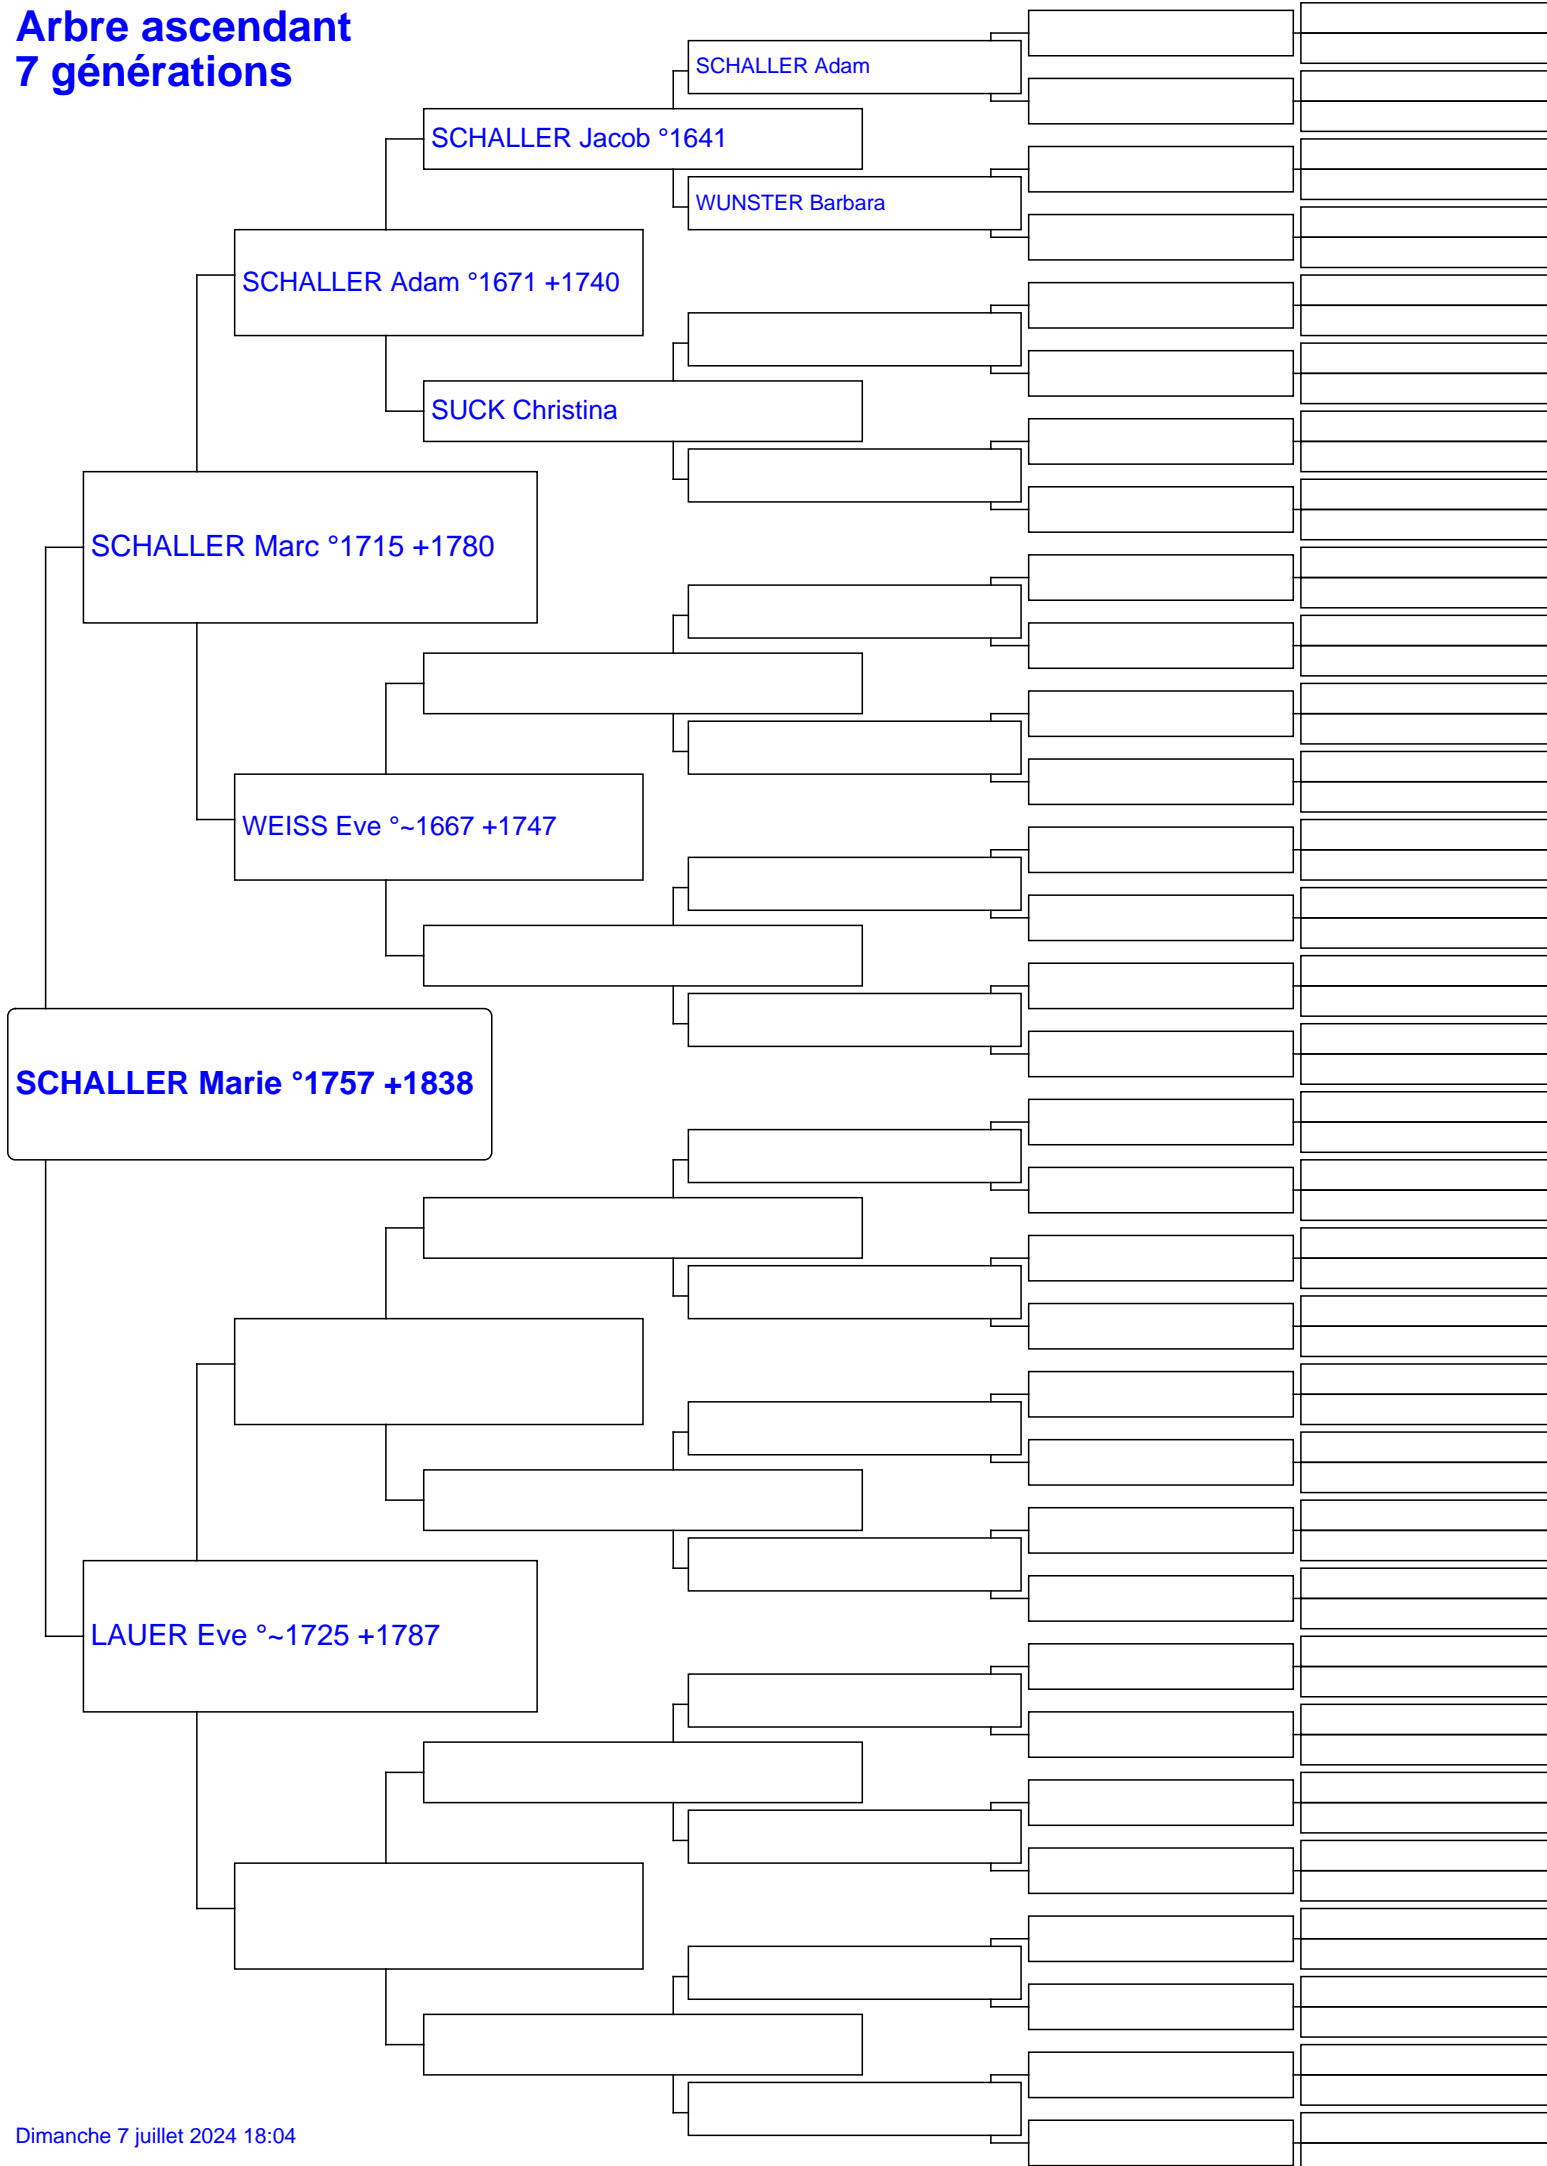 Arbre ascendant
7 générations
SCHALLER Adam
SCHALLER Jacob °1641
WUNSTER Barbara
SCHALLER Adam °1671 +1740
SUCK Christina
SCHALLER Marc °1715 +1780
WEISS Eve °~1667 +1747
SCHALLER Marie °1757 +1838
LAUER Eve °~1725 +1787
Dimanche 7 juillet 2024 18:04